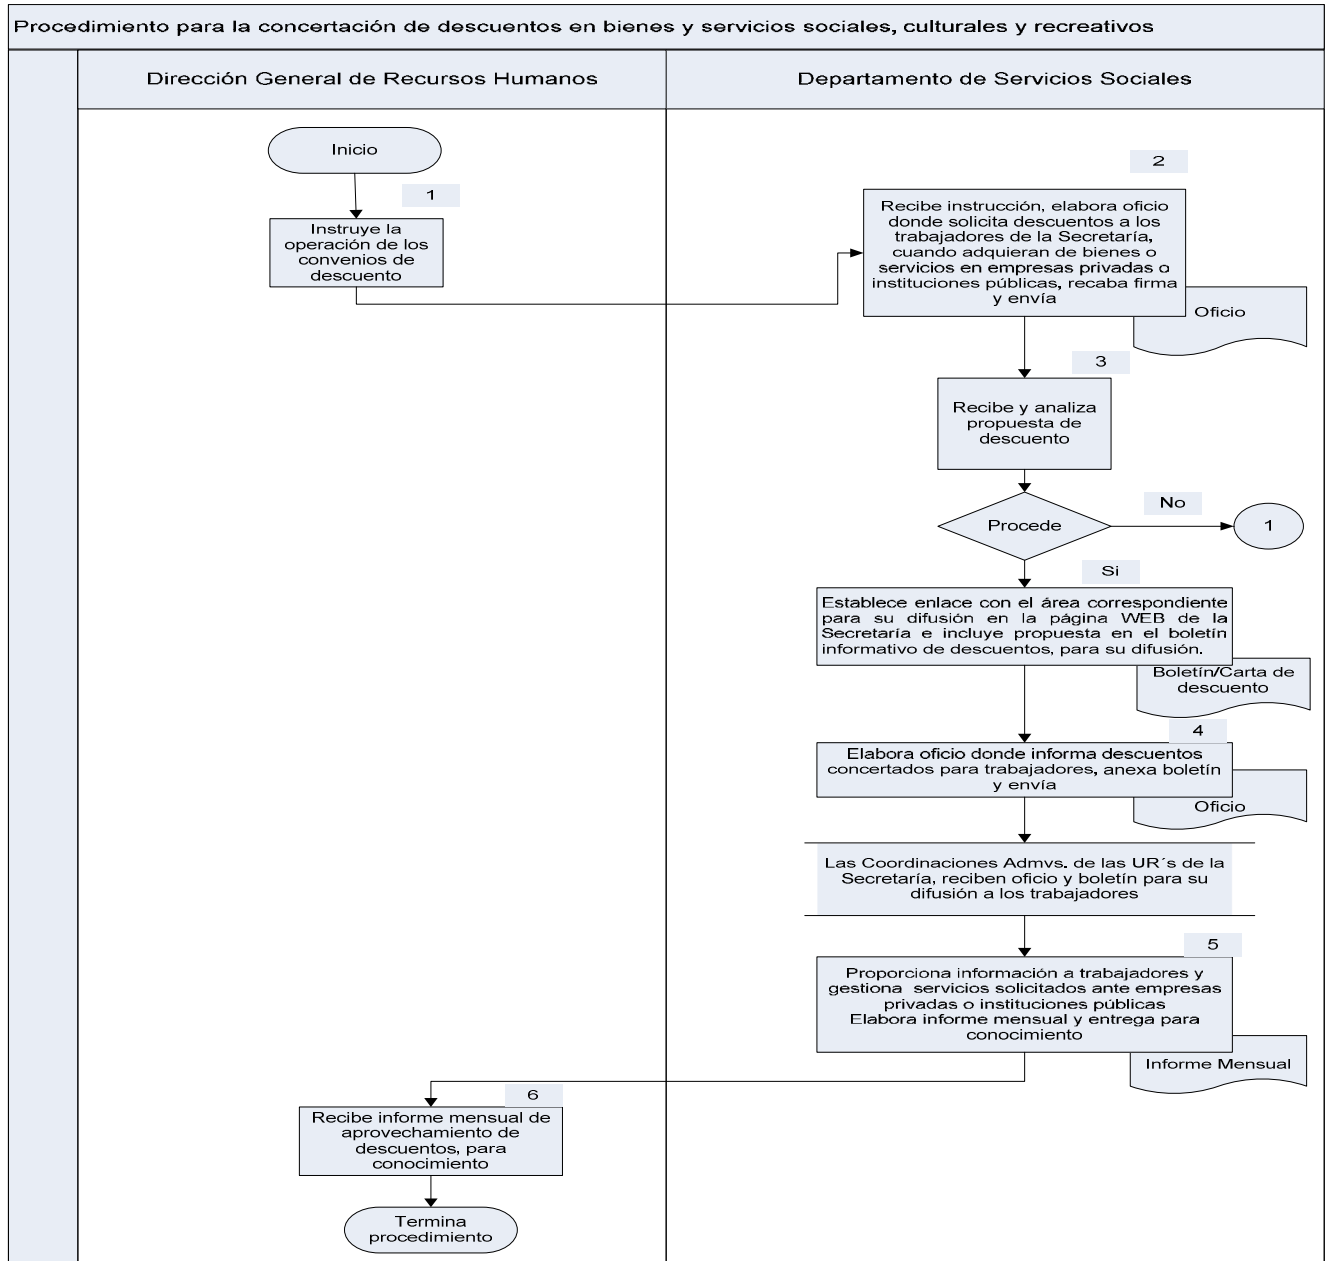 Procedimiento para la concertación de descuentos en bienes y servicios sociales, culturales y recreativos
Dirección General de Recursos Humanos
Departamento de Servicios Sociales
Inicio
1
Instruye la
operación de los
convenios de
descuento
2
Recibe instrucción, elabora oficio
donde solicita descuentos a los
trabajadores de la Secretaría,
cuando adquieran de bienes o
servicios en empresas privadas o
instituciones públicas, recaba firma
y envía
Oficio
3
Recibe y analiza
propuesta de
descuento
Procede
No
1
Si
Establece enlace con el área correspondiente
para su difusión en la página WEB de la
Secretaría e incluye propuesta en el boletín
informativo de descuentos, para su difusión.
Boletín/Carta de
descuento
4
Elabora oficio donde informa descuentos
concertados para trabajadores, anexa boletín
y envía
Oficio
Las Coordinaciones Admvs. de las UR´s de la
Secretaría, reciben oficio y boletín para su
difusión a los trabajadores
5
Proporciona información a trabajadores y
gestiona servicios solicitados ante empresas
privadas o instituciones públicas
Elabora informe mensual y entrega para
conocimiento
Informe Mensual
6
Recibe informe mensual de
aprovechamiento de
descuentos, para
conocimiento
Termina
procedimiento